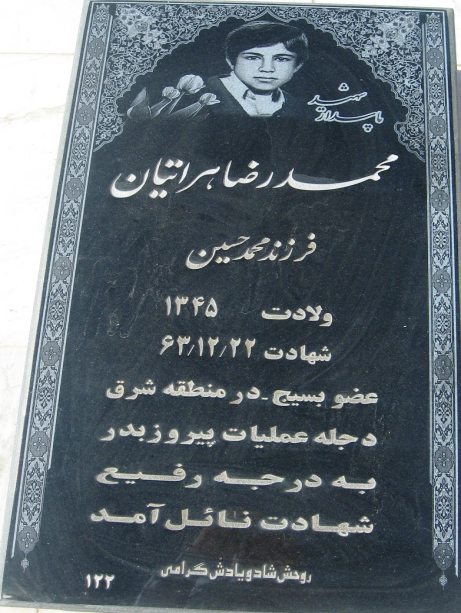 شهید
پاسدار
محمدرضا هراتیان
فرزند محمدحسین
ولادت ۱۳۴۵
شهادت ۶۳/۱۲/۲۲
عضو بسیج - در منطقه شرق
دجله عملیات پیروز بدر
به درجه رفیع
شهادت نائل آمد
روحش شاد و یادش گرامی
۱۲۲